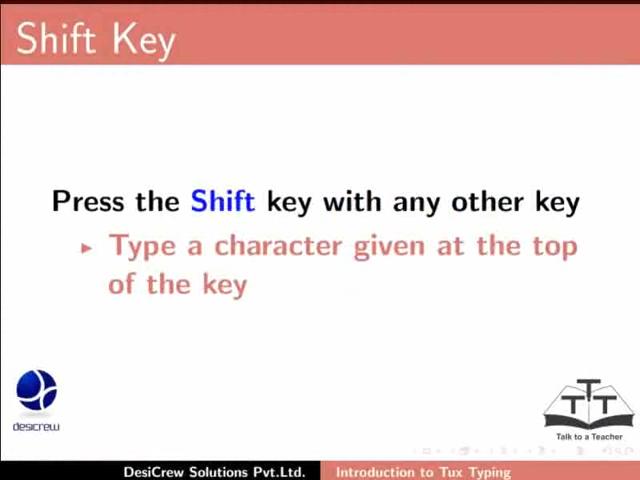 Shift Key
Press the Shift key with any other key
Type a character given at the top
of the key
desicrew
TTT
Talk to a Teacher
DesiCrew Solutions Pvt.Ltd. Introduction to Tux Typing